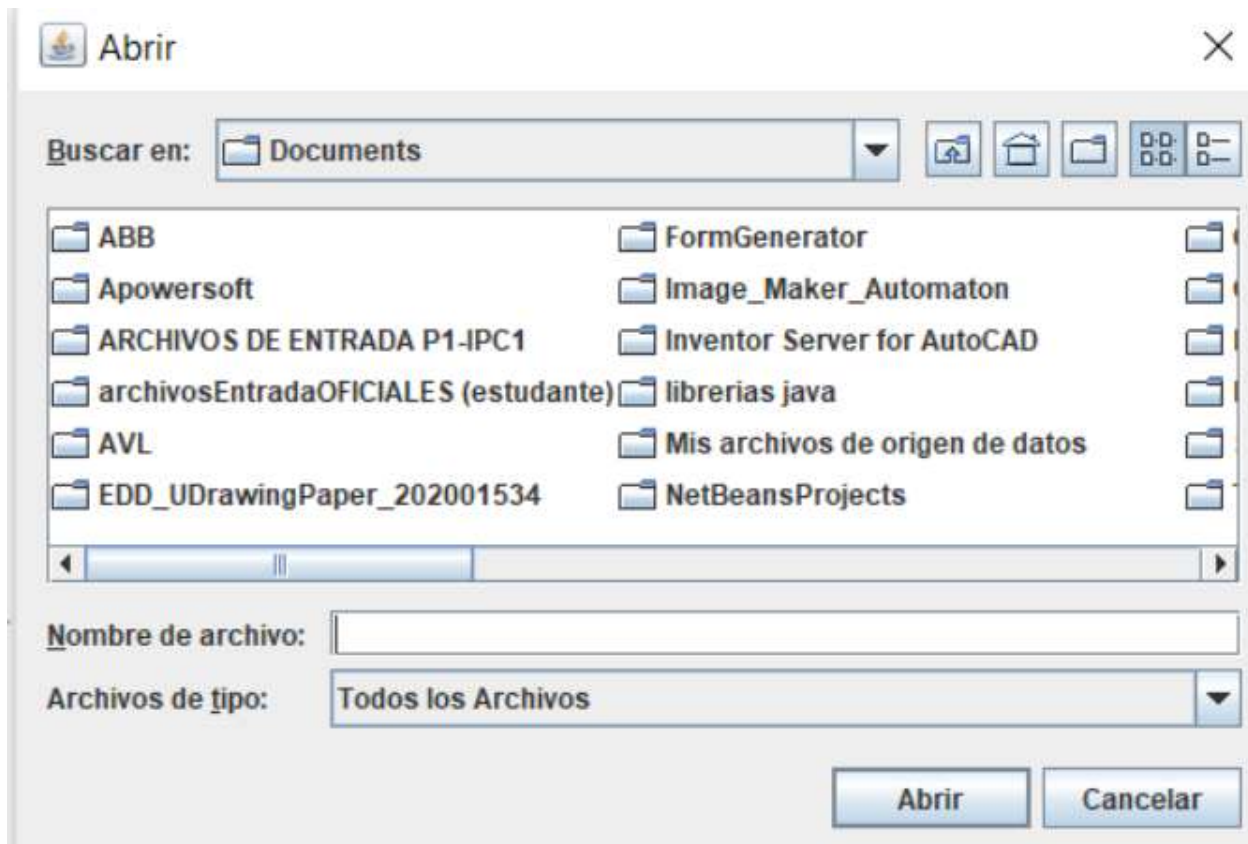 Abrir
Buscar en: Documents
ABB
Apowersoft
ARCHIVOS DE ENTRADA P1-IPC1
archivosEntradaOFICIALES (estudante)
AVL
EDD_UDrawingPaper_202001534
FormGenerator
Image_Maker_Automaton
Inventor Server for AutoCAD
librerias java
Mis archivos de origen de datos
NetBeansProjects
Nombre de archivo:
Archivos de tipo: Todos los Archivos
Abrir Cancelar